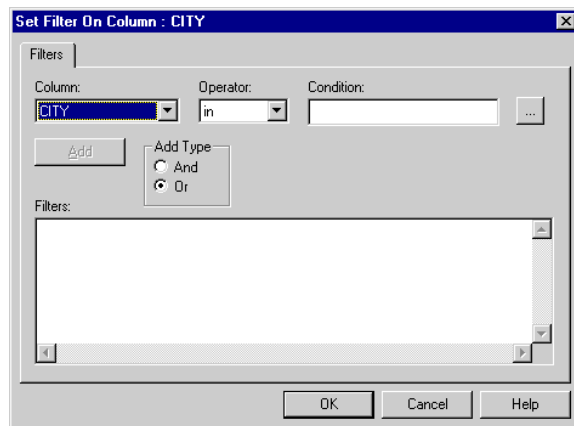 Set Filter On Column : CITY
Filters
Column: Operator: Condition:
CITY in ...
Add
Add Type
And
Or
Filters:
OK Cancel Help